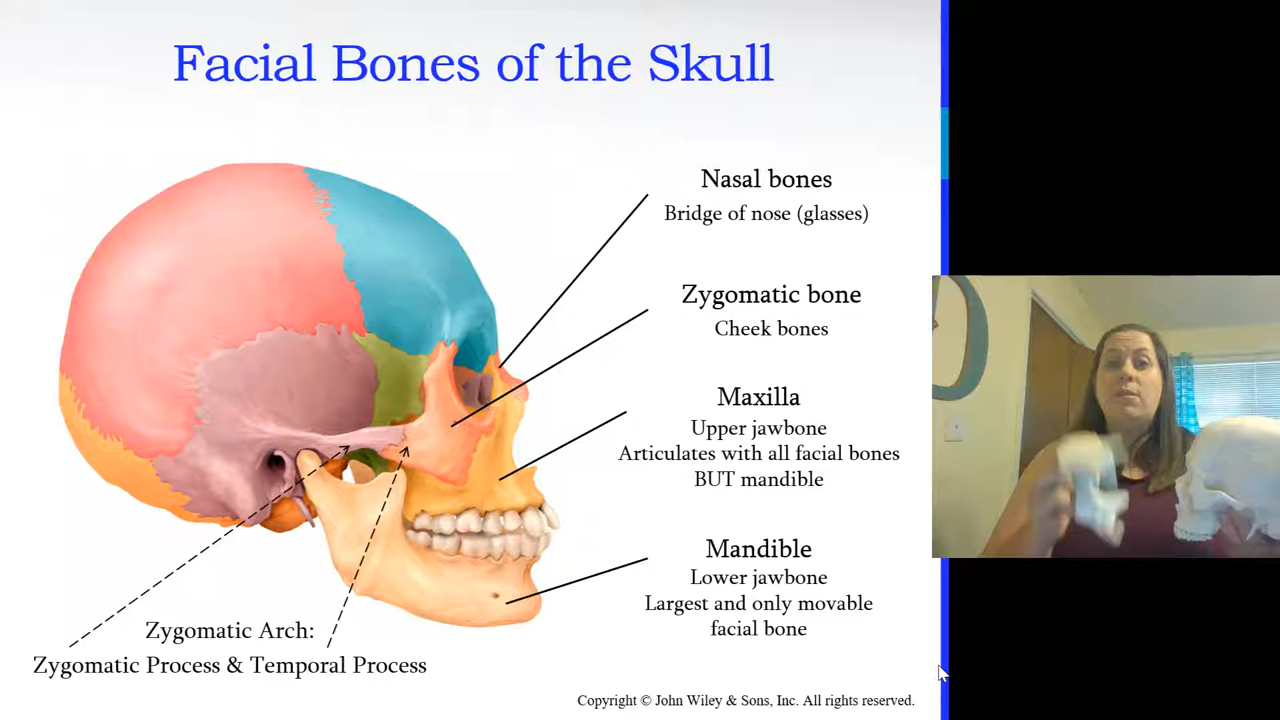 Facial Bones of the Skull
Nasal bones
Bridge of nose (glasses)
Zygomatic bone
Cheek bones
Maxilla
Upper jawbone
Articulates with all facial bones
BUT mandible
Mandible
Lower jawbone
Largest and only movable
facial bone
Zygomatic Arch:
Zygomatic Process & Temporal Process
Copyright © John Wiley & Sons, Inc. All rights reserved.